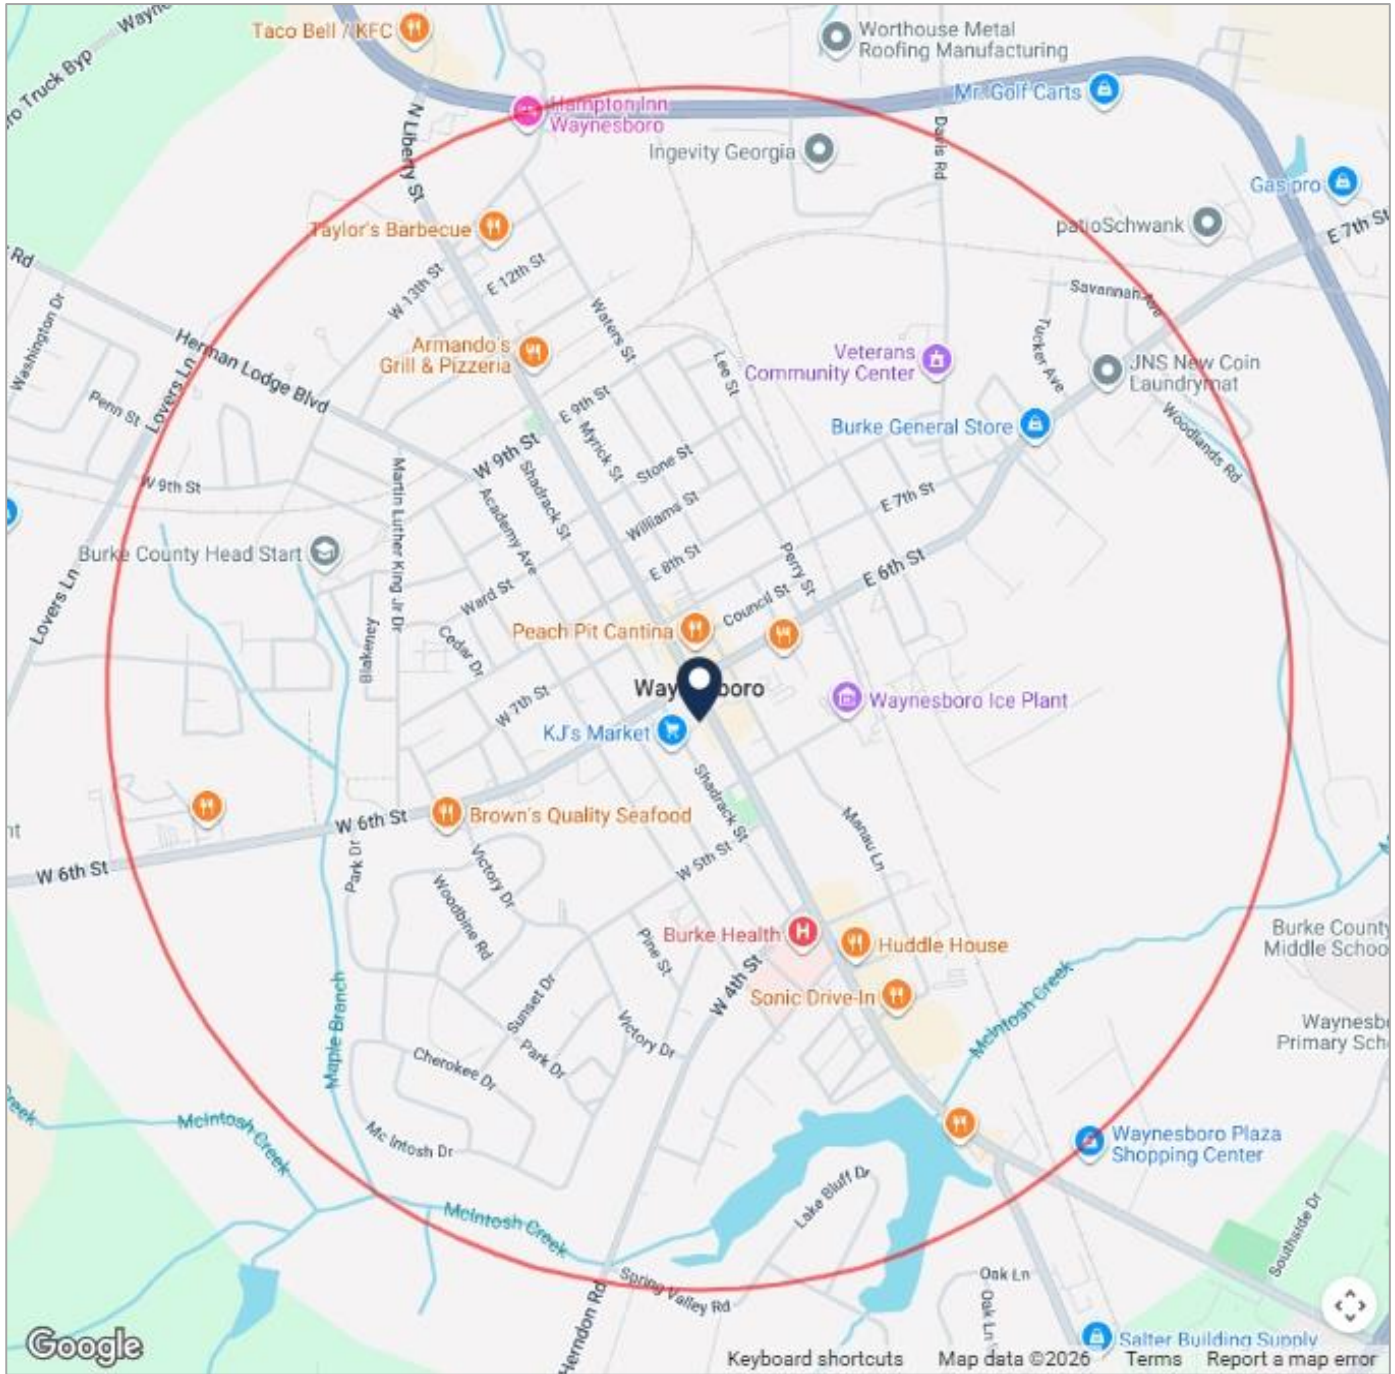 Taco Bell / KFC
Worthouse Metal
Roofing Manufacturing
Mr. Golf Carts
Hampton Inn
Waynesboro
N Liberty St
Davis Rd
Ingevity Georgia
Gas pro
Taylor's Barbecue
patioSchwank
E 7th St
Rd
W 13th St
E 12th St
Savannah Ave
Washington Dr
Waters St
Tucker Ave
Herman Lodge Blvd
Armando's
Grill & Pizzeria
Lee St
Veterans
Community Center
JNS New Coin
Laundrymat
Penn St
Lovers Ln
E 9th St
Burke General Store
Woodlands Rd
W 9th St
Myrick St
Stone St
W 9th St
Martin Luther King Jr Dr
Academy Ave
Shadrack St
Williams St
E 7th St
Burke County Head Start
E 8th St
Perry St
E 6th St
Lovers Ln
Ward St
Council St
Blakeney
Cedar Dr
Peach Pit Cantina
W 7th St
Waynesboro Ice Plant
KJ's Market
Shadrack St
Brown's Quality Seafood
W 6th St
Manau Ln
W 6th St
Park Dr
Victory Dr
W 5th St
Woodbine Rd
Pine St
Burke Health
Huddle House
Burke County
W 4th St
Sonic Drive-In
Maple Branch
Sunset Dr
McIntosh Creek
Victory Dr
Park Dr
Cherokee Dr
Creek
McIntosh Creek
Mc Intosh Dr
Waynesboro Plaza
Shopping Center
Lake Bluff Dr
McIntosh Creek
Southside Dr
Spring Valley Rd
Oak Ln
Oak Ln
Herndon Rd
Salter Building Supply
Google
Keyboard shortcuts
Map data ©2026
Terms
Report a map error